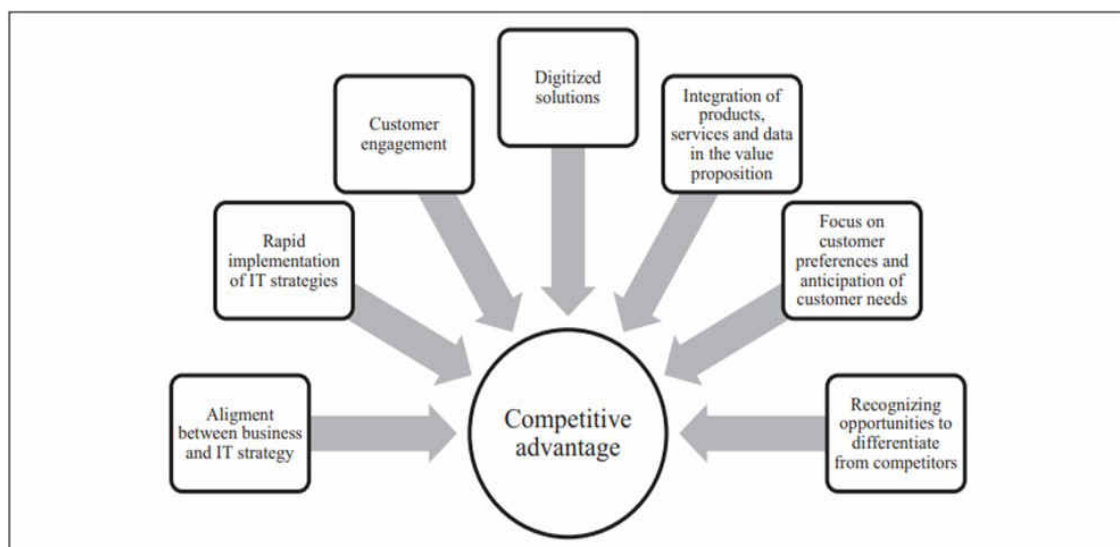 Digitized
solutions
Customer
engagement
Integration of
products,
services and data
in the value
proposition
Rapid
implementation
of IT strategies
Focus on
customer
preferences and
anticipation of
customer needs
Aligment
between business
and IT strategy
Competitive
advantage
Recognizing
opportunities to
differentiate
from competitors